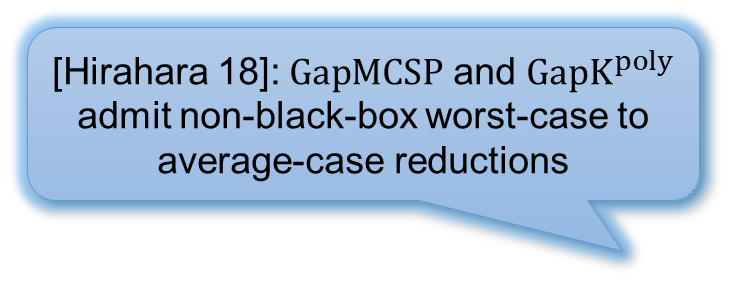 [Hirahara 18]: GapMCSP and GapK^poly
admit non-black-box worst-case to
average-case reductions